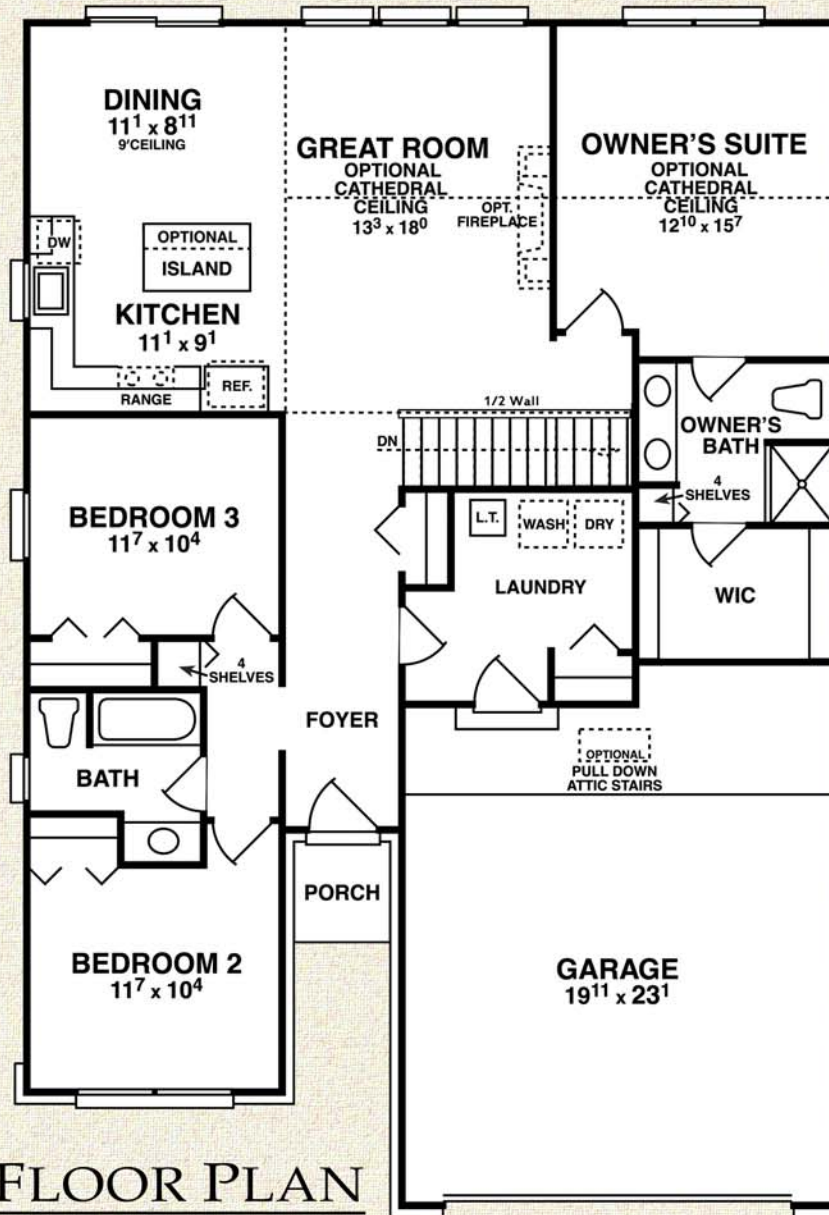 DINING
11¹ x 8¹¹
9'CEILING
GREAT ROOM
OPTIONAL
CATHEDRAL
CEILING
13³ x 18⁰
OPT.
FIREPLACE
OWNER'S SUITE
OPTIONAL
CATHEDRAL
CEILING
12¹⁰ x 15⁷
DW
OPTIONAL
ISLAND
KITCHEN
11¹ x 9¹
RANGE
REF.
1/2 Wall
DN
OWNER'S
BATH
4
SHELVES
BEDROOM 3
11⁷ x 10⁴
L.T.
WASH
DRY
LAUNDRY
WIC
4
SHELVES
FOYER
BATH
OPTIONAL
PULL DOWN
ATTIC STAIRS
PORCH
BEDROOM 2
11⁷ x 10⁴
GARAGE
19¹¹ x 23¹
FLOOR PLAN